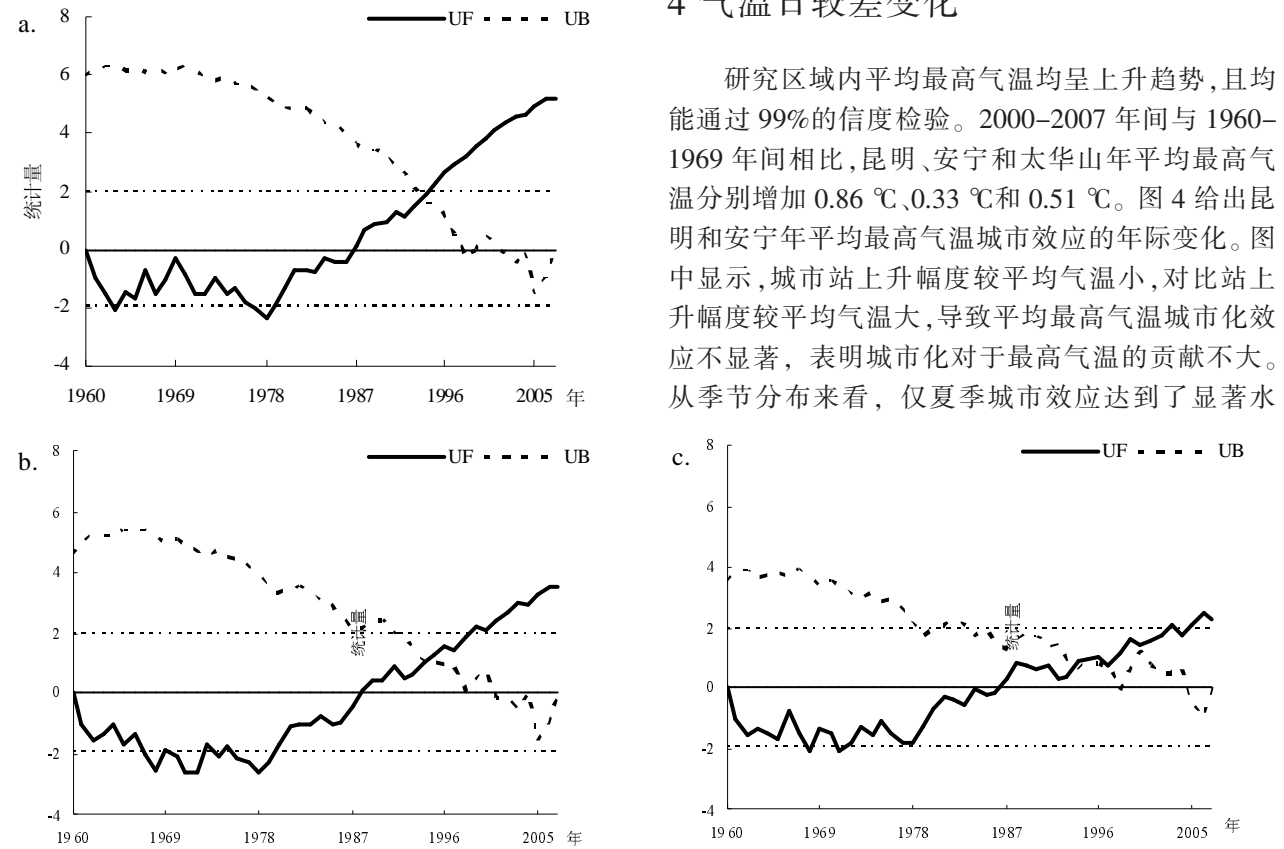 a.
UF UB
8
6
4
2
0
-2
-4
统计量
1960 1969 1978 1987 1996 2005 年
4 气温日较差变化
研究区域内平均最高气温均呈上升趋势,且均
能通过 99%的信度检验。2000–2007 年间与 1960–
1969 年间相比,昆明、安宁和太华山年平均最高气
温分别增加 0.86 ℃、0.33 ℃和 0.51 ℃。图 4 给出昆
明和安宁年平均最高气温城市效应的年际变化。图
中显示,城市站上升幅度较平均气温小,对比站上
升幅度较平均气温大,导致平均最高气温城市化效
应不显著，表明城市化对于最高气温的贡献不大。
从季节分布来看，仅夏季城市效应达到了显著水
b.
UF UB
8
6
4
2
0
-2
-4
统计量
1960 1969 1978 1987 1996 2005 年
c.
UF UB
8
6
4
2
0
-2
-4
统计量
1960 1969 1978 1987 1996 2005 年